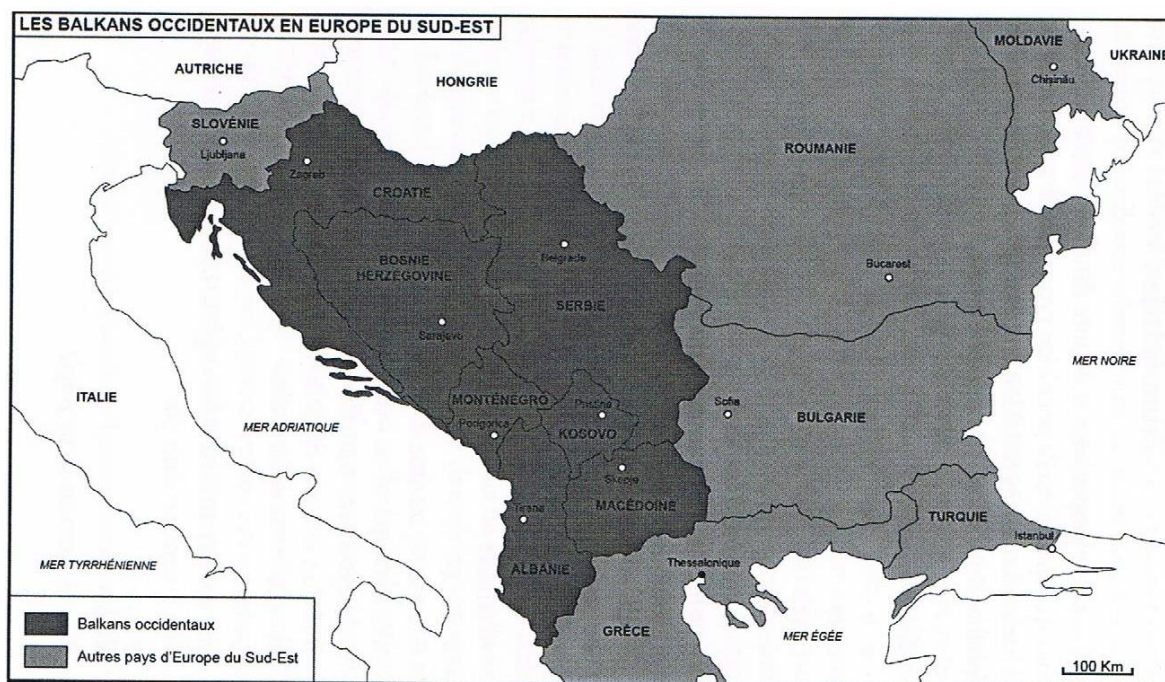 LES BALKANS OCCIDENTAUX EN EUROPE DU SUD-EST
AUTRICHE
HONGRIE
MOLDAVIE
UKRAINE
Chișinău
SLOVÉNIE
Ljubljana
Zagreb
ROUMANIE
CROATIE
BOSNIE
HERZÉGOVINE
Belgrade
Bucarest
SERBIE
Sarajevo
MER NOIRE
ITALIE
MER ADRIATIQUE
MONTÉNÉGRO
Pristina
Sofia
BULGARIE
Podgorica
KOSOVO
Skopje
MACÉDOINE
Tirana
TURQUIE
Istanbul
MER TYRRHÉNIENNE
ALBANIE
Thessalonique
GRÈCE
MER ÉGÉE
Balkans occidentaux
Autres pays d'Europe du Sud-Est
100 Km